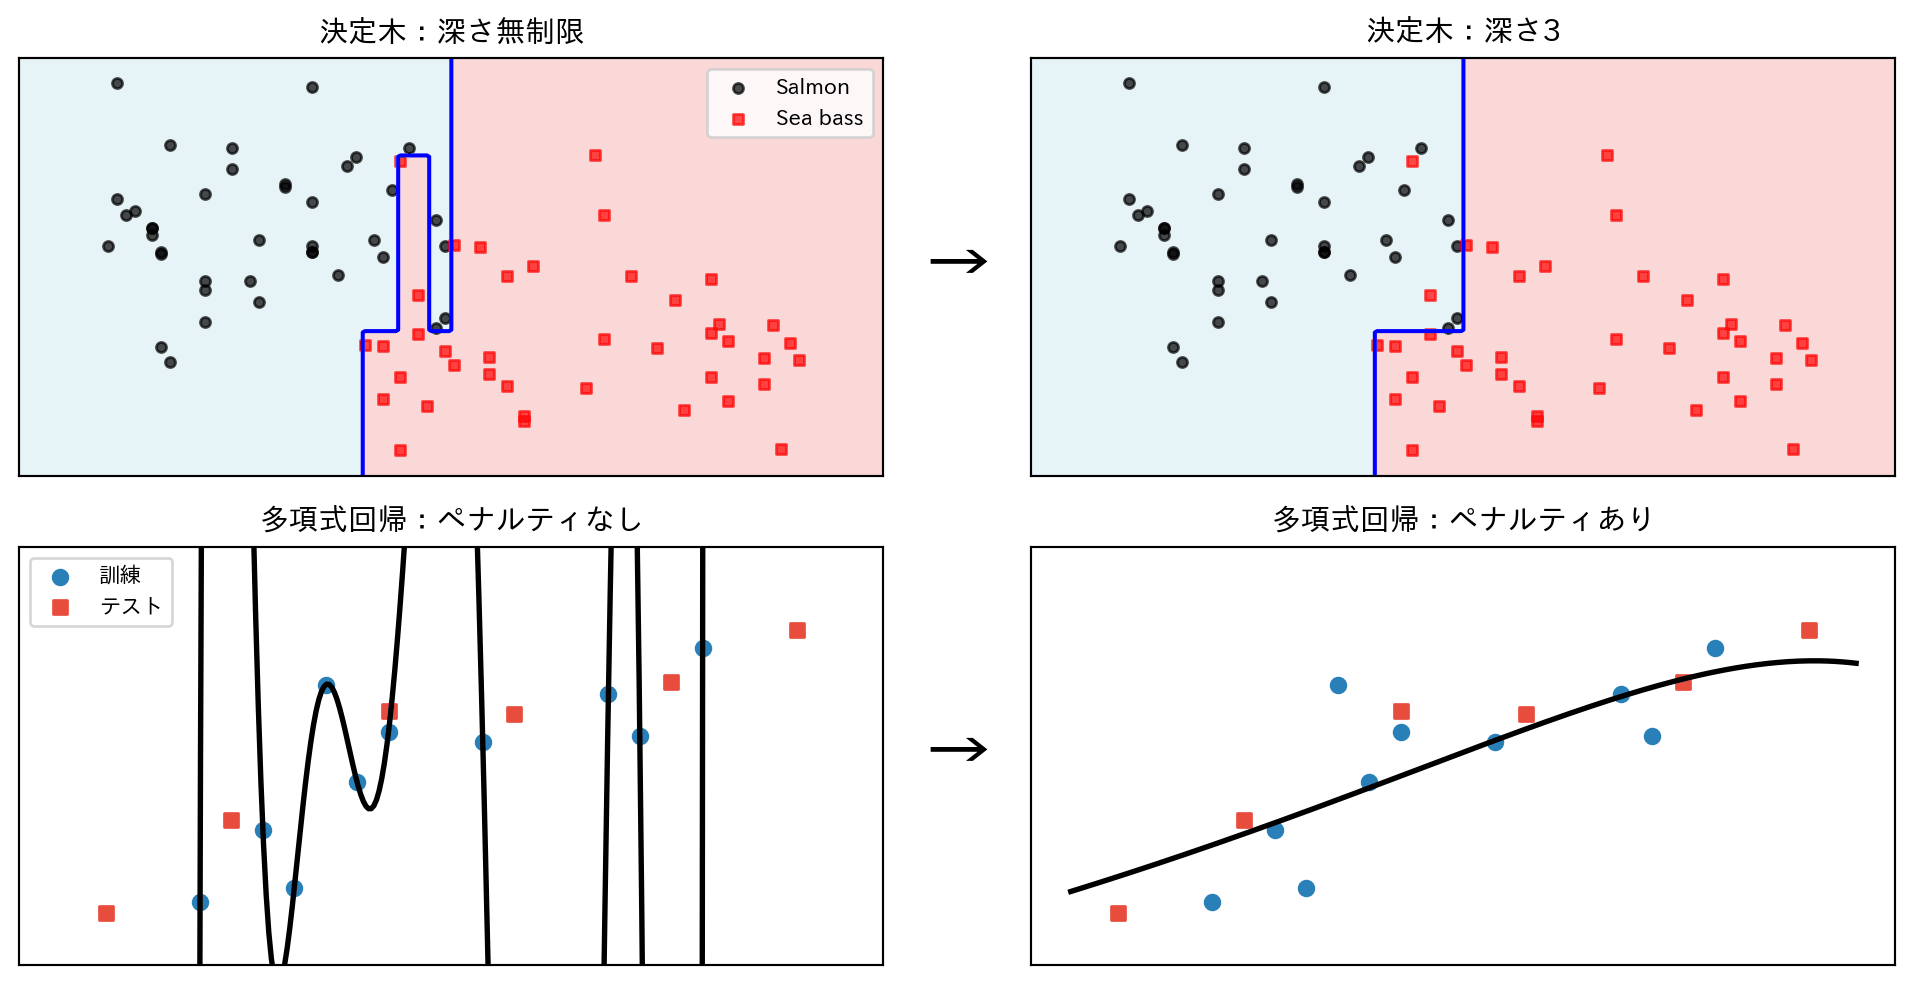 決定木：深さ無制限
Salmon
Sea bass
決定木：深さ3
→
多項式回帰：ペナルティなし
訓練
テスト
多項式回帰：ペナルティあり
→